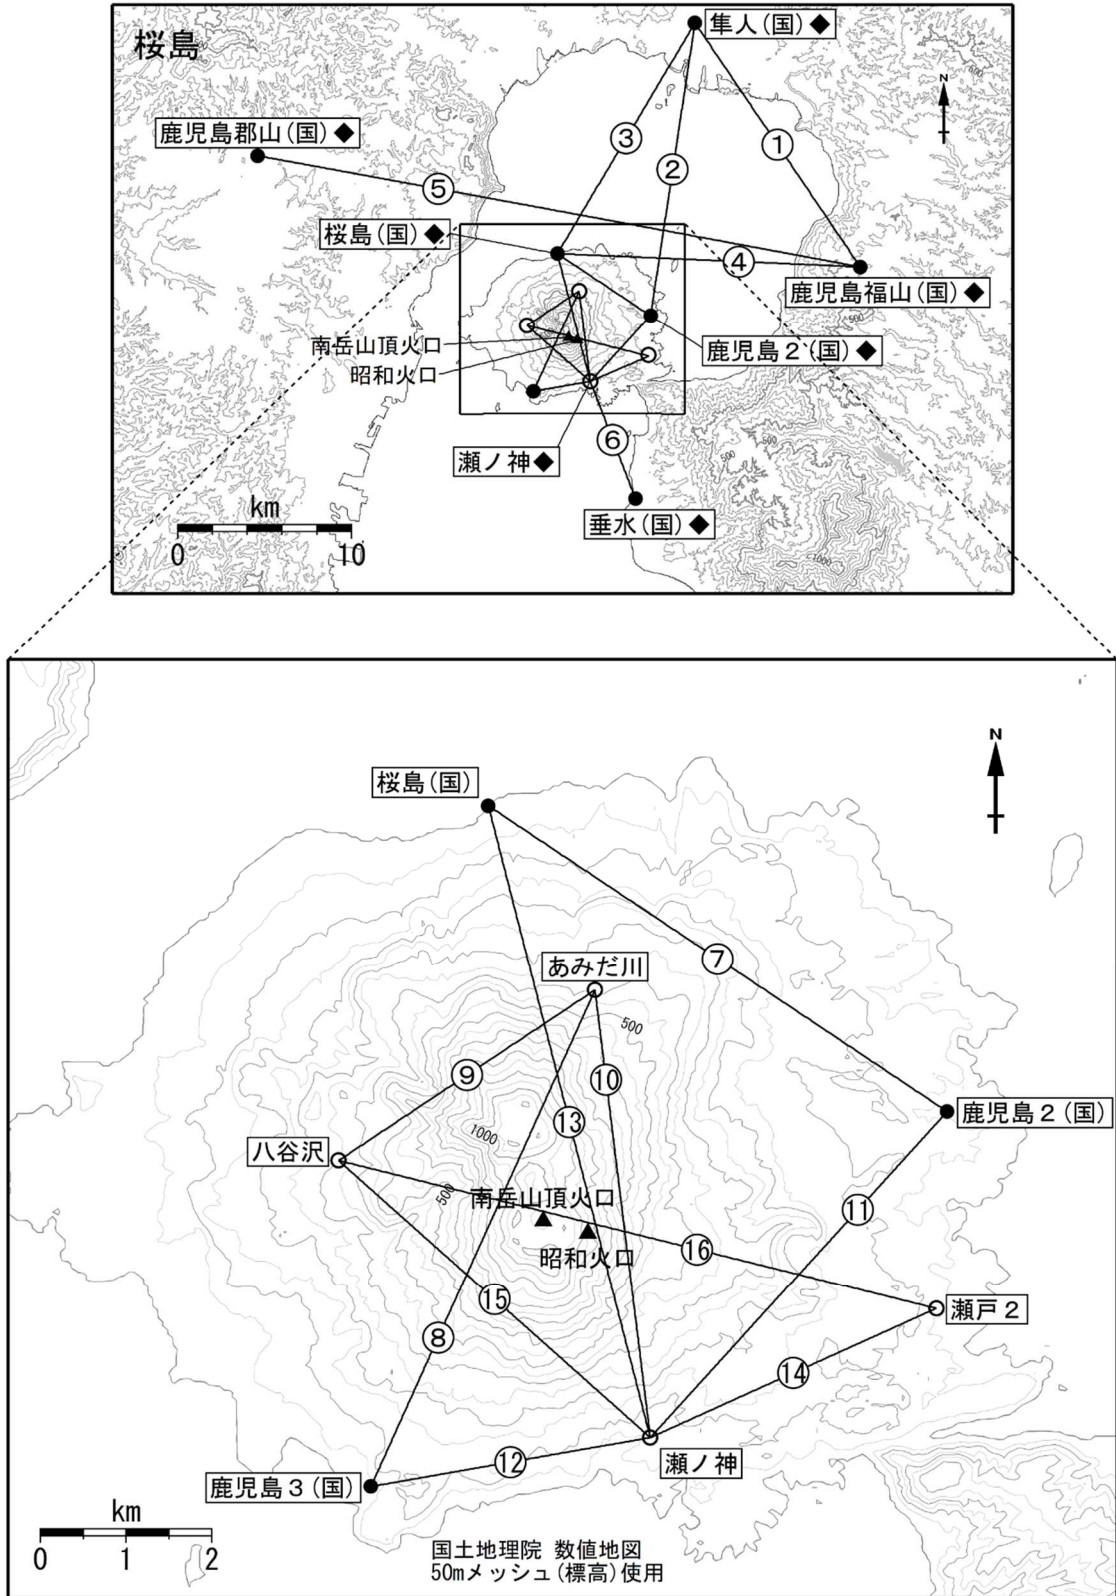 桜島
隼人(国)◆
N
600
鹿児島郡山(国)◆
③
②
①
⑤
桜島(国)◆
④
鹿児島福山(国)◆
500
南岳山頂火口
昭和火口
鹿児島2(国)◆
⑥
瀬ノ神◆
500
500
垂水(国)◆
1000
km
0 10
N
桜島(国)
⑦
あみだ川
500
⑨
⑩
⑬
1000
鹿児島2(国)
八谷沢
500
南岳山頂火口
⑪
昭和火口
⑯
⑮
瀬戸2
⑧
⑭
⑫
瀬ノ神
鹿児島3(国)
km
0 1 2
国土地理院 数値地図
50mメッシュ(標高)使用